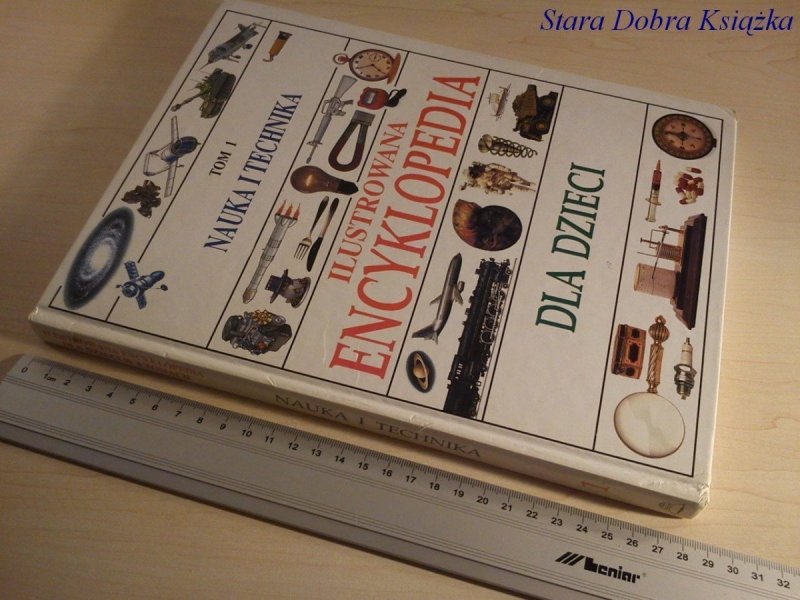 Stara Dobra Książka
TOM 1
NAUKA I TECHNIKA
ILUSTROWANA
ENCYKLOPEDIA
DLA DZIECI
NAUKA I TECHNIKA
1
0 1cm 2 3 4 5 6 7 8 9 10 11 12 13 14 15 16 17 18 19 20 21 22 23 24 25 26 27 28 29 30 31 32
leniar